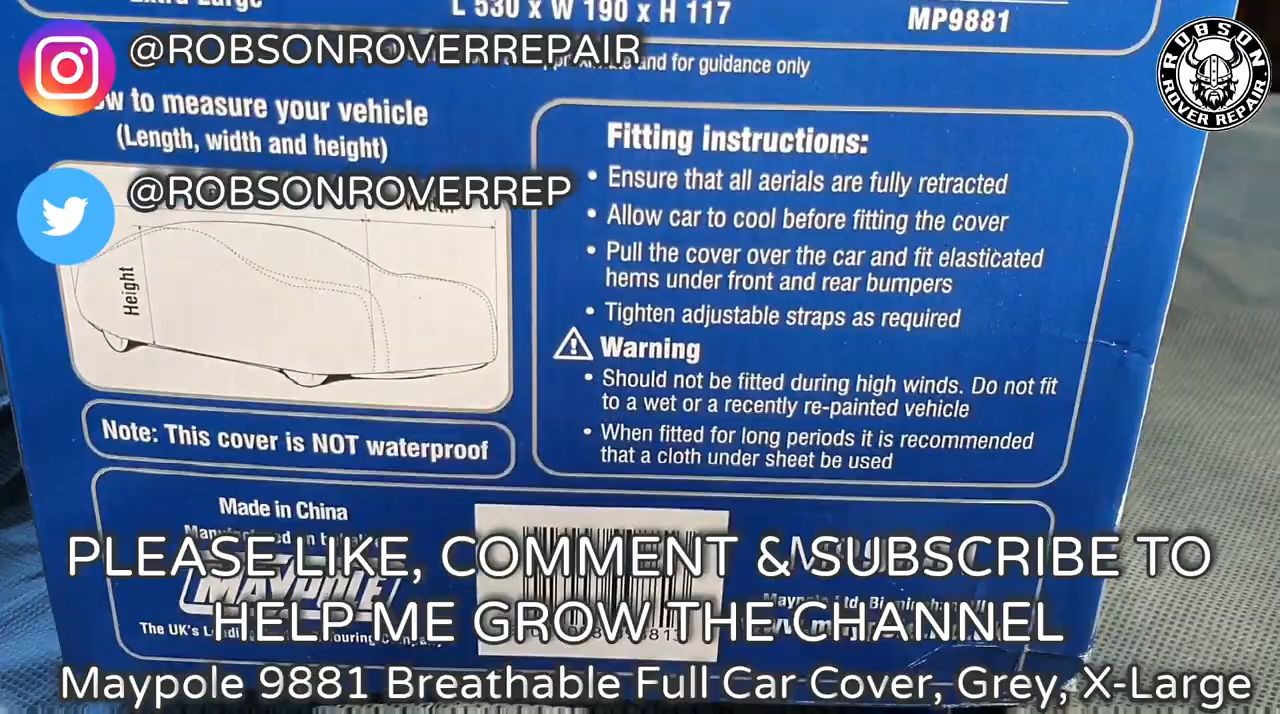 L 530 x W 190 x H 117
MP9881
@ROBSONROVERREPAIR
and for guidance only
ROBSON
ROVER REPAIR
to measure your vehicle
(Length, width and height)
@ROBSONROVERREP
Height
Note: This cover is NOT waterproof
Fitting instructions:
• Ensure that all aerials are fully retracted
• Allow car to cool before fitting the cover
• Pull the cover over the car and fit elasticated
hems under front and rear bumpers
• Tighten adjustable straps as required
Warning
• Should not be fitted during high winds. Do not fit
to a wet or a recently re-painted vehicle
• When fitted for long periods it is recommended
that a cloth under sheet be used
Made in China
MAYPOLE
The UK's
PLEASE LIKE, COMMENT & SUBSCRIBE TO
HELP ME GROW THE CHANNEL
Maypole 9881 Breathable Full Car Cover, Grey, X-Large